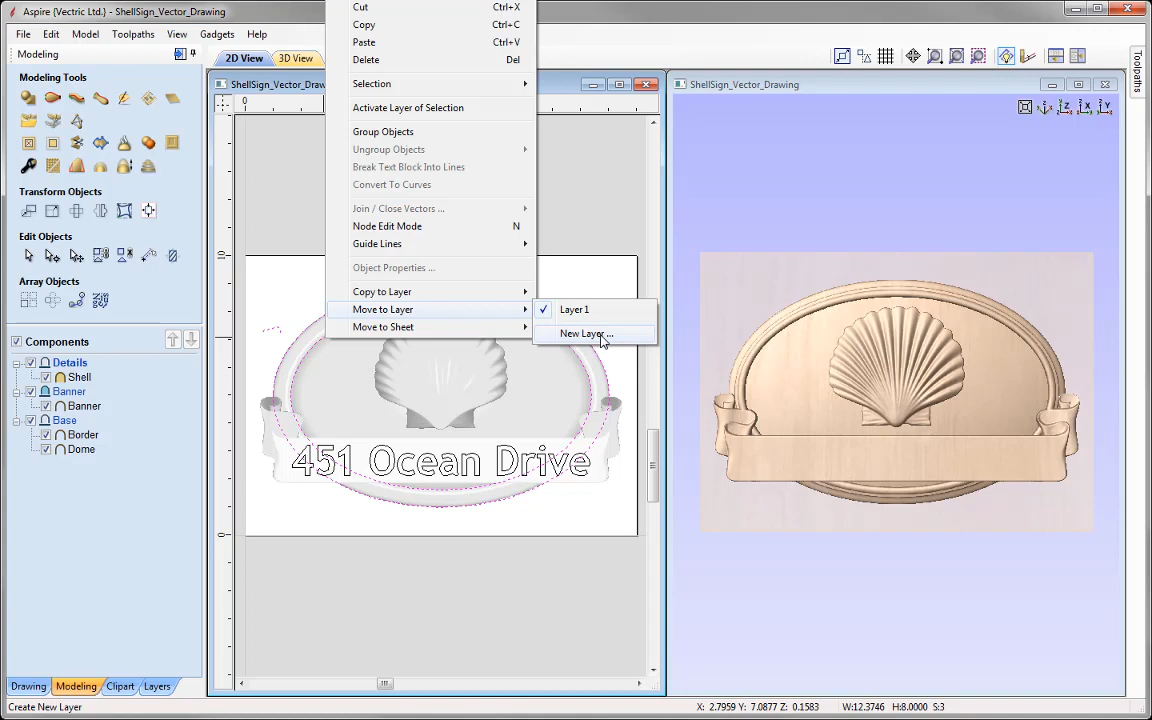 Aspire {Vectric Ltd.} - ShellSign_Vector_Drawing
File Edit Model Toolpaths View Gadgets Help
Modeling
Modeling Tools
Transform Objects
Edit Objects
Array Objects
Components
Details
Shell
Banner
Banner
Base
Border
Dome
Drawing Modeling Clipart Layers
Create New Layer
2D View 3D View
ShellSign_Vector_Draw
0
10
0
Cut Ctrl+X
Copy Ctrl+C
Paste Ctrl+V
Delete Del
Selection
Activate Layer of Selection
Group Objects
Ungroup Objects
Break Text Block Into Lines
Convert To Curves
Join / Close Vectors ...
Node Edit Mode N
Guide Lines
Object Properties ...
Copy to Layer
Move to Layer
Move to Sheet
Layer 1
New Layer ...
451 Ocean Drive
ShellSign_Vector_Drawing
Z X Y
Toolpaths
X: 2.7959 Y: 7.0877 Z: 0.1583 W:12.3746 H:8.0000 S:3